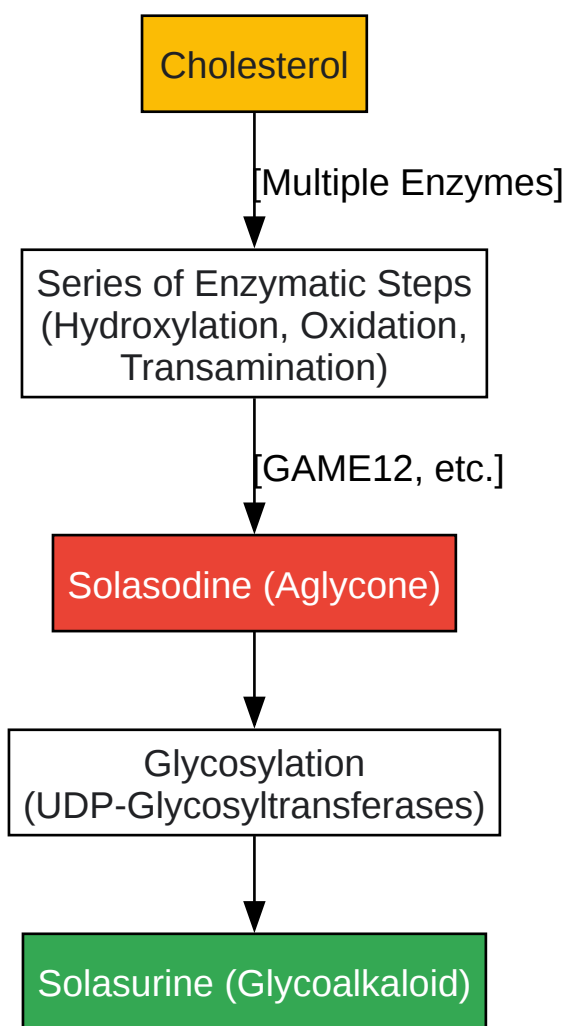 Cholesterol
[Multiple Enzymes]
Series of Enzymatic Steps
(Hydroxylation, Oxidation,
Transamination)
[GAME12, etc.]
Solasodine (Aglycone)
Glycosylation
(UDP-Glycosyltransferases)
Solasurine (Glycoalkaloid)